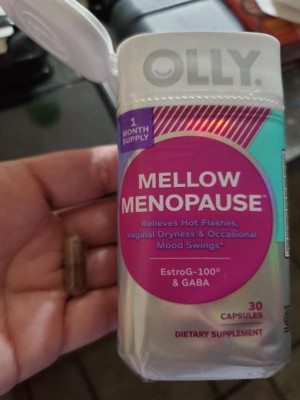 OLLY.
1
MONTH
SUPPLY
MELLOW
MENOPAUSE™
Relieves Hot Flashes,
Vaginal Dryness & Occasional
Mood Swings*
EstroG-100®
& GABA
30
CAPSULES
DIETARY SUPPLEMENT